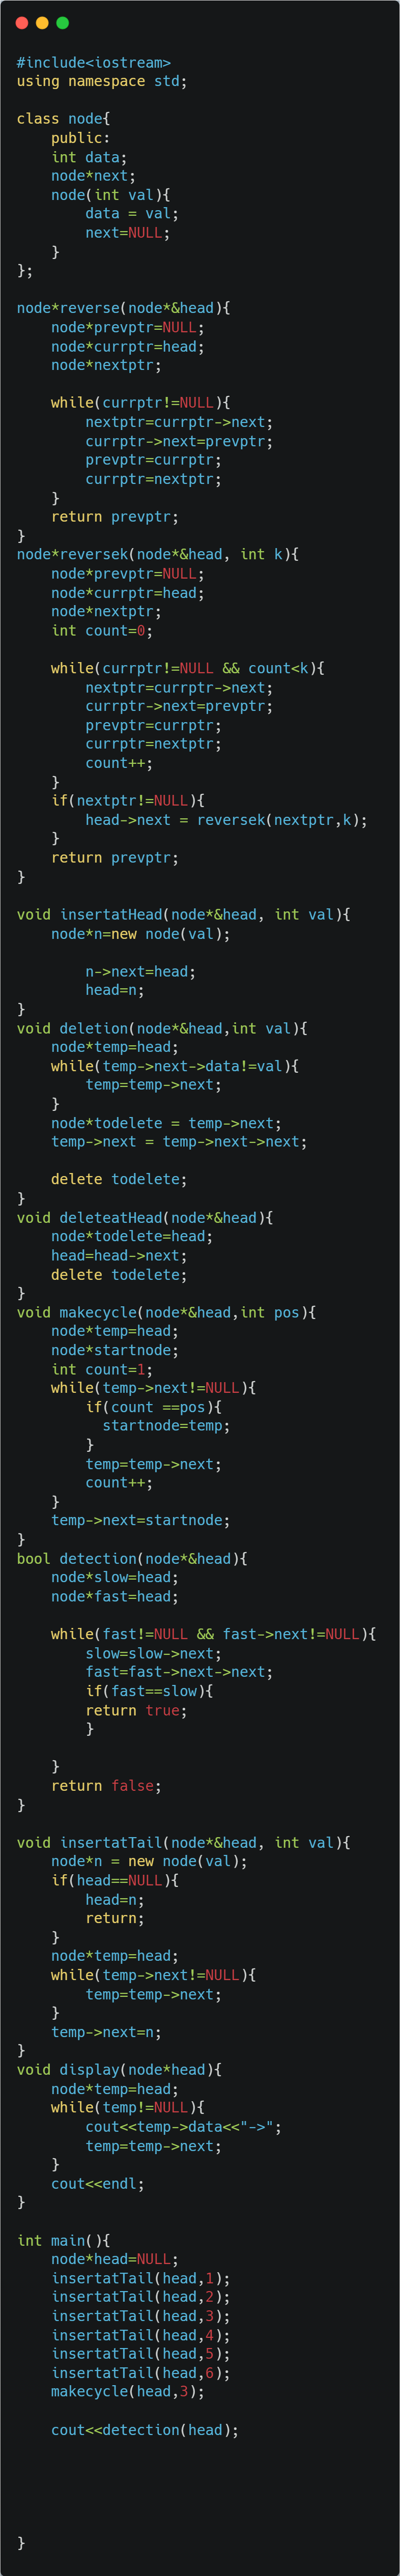 #include<iostream>
using namespace std;

class node{
    public:
    int data;
    node*next;
    node(int val){
        data = val;
        next=NULL;
    }
};

node*reverse(node*&head){
    node*prevptr=NULL;
    node*currptr=head;
    node*nextptr;

    while(currptr!=NULL){
        nextptr=currptr->next;
        currptr->next=prevptr;
        prevptr=currptr;
        currptr=nextptr;
    }
    return prevptr;
}
node*reversek(node*&head, int k){
    node*prevptr=NULL;
    node*currptr=head;
    node*nextptr;
    int count=0;

    while(currptr!=NULL && count<k){
        nextptr=currptr->next;
        currptr->next=prevptr;
        prevptr=currptr;
        currptr=nextptr;
        count++;
    }
    if(nextptr!=NULL){
        head->next = reversek(nextptr,k);
    }
    return prevptr;
}

void insertatHead(node*&head, int val){
    node*n=new node(val);

        n->next=head;
        head=n;
}
void deletion(node*&head,int val){
    node*temp=head;
    while(temp->next->data!=val){
        temp=temp->next;
    }
    node*todelete = temp->next;
    temp->next = temp->next->next;

    delete todelete;
}
void deleteatHead(node*&head){
    node*todelete=head;
    head=head->next;
    delete todelete;
}
void makecycle(node*&head,int pos){
    node*temp=head;
    node*startnode;
    int count=1;
    while(temp->next!=NULL){
        if(count ==pos){
          startnode=temp;
        }
        temp=temp->next;
        count++;
    }
    temp->next=startnode;
}
bool detection(node*&head){
    node*slow=head;
    node*fast=head;

    while(fast!=NULL && fast->next!=NULL){
        slow=slow->next;
        fast=fast->next->next;
        if(fast==slow){
        return true;
        }

    }
    return false;
}

void insertatTail(node*&head, int val){
    node*n = new node(val);
    if(head==NULL){
        head=n;
        return;
    }
    node*temp=head;
    while(temp->next!=NULL){
        temp=temp->next;
    }
    temp->next=n;
}
void display(node*head){
    node*temp=head;
    while(temp!=NULL){
        cout<<temp->data<<"->";
        temp=temp->next;
    }
    cout<<endl;
}

int main(){
    node*head=NULL;
    insertatTail(head,1);
    insertatTail(head,2);
    insertatTail(head,3);
    insertatTail(head,4);
    insertatTail(head,5);
    insertatTail(head,6);
    makecycle(head,3);

    cout<<detection(head);





}